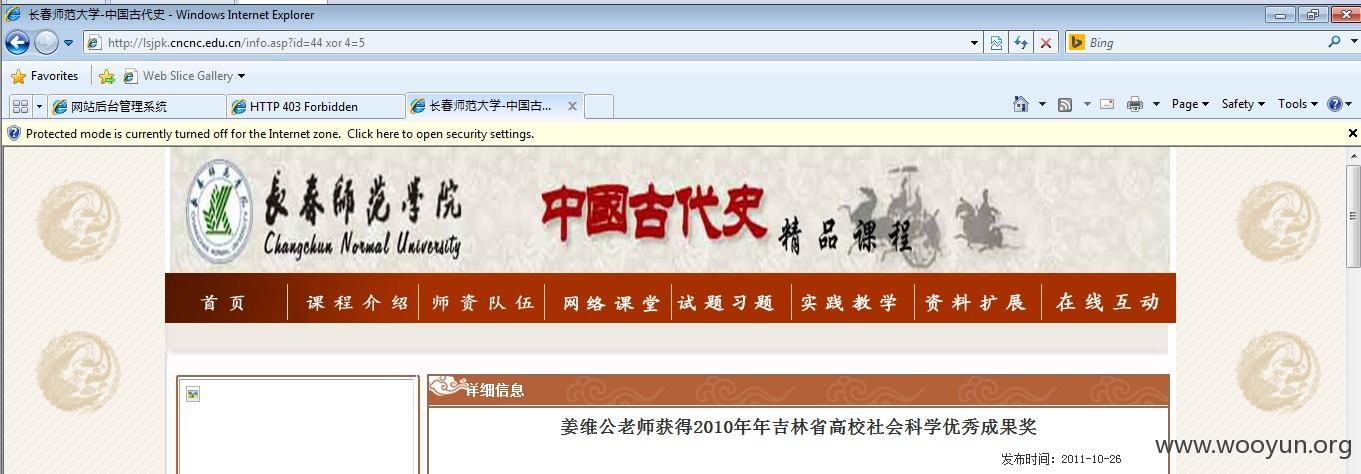 长春师范大学-中国古代史 - Windows Internet Explorer
http://lsjpk.cncnc.edu.cn/info.asp?id=44 xor 4=5
Bing
Favorites
Web Slice Gallery
网站后台管理系统
HTTP 403 Forbidden
长春师范大学-中国古...
Page
Safety
Tools
Protected mode is currently turned off for the Internet zone. Click here to open security settings.
长春師范学院
Changchun Normal University
中國古代史
精品课程
首页
课程介绍
师资队伍
网络课堂
试题习题
实践教学
资料扩展
在线互动
详细信息
姜维公老师获得2010年年吉林省高校社会科学优秀成果奖
发布时间：2011-10-26
www.wooyun.org